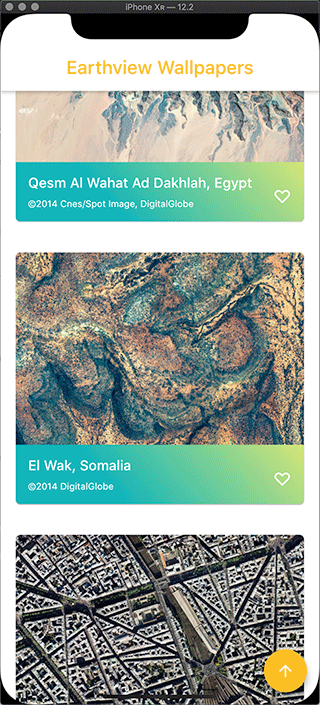 iPhone Xʀ — 12.2
Earthview Wallpapers
Qesm Al Wahat Ad Dakhlah, Egypt
©2014 Cnes/Spot Image, DigitalGlobe
El Wak, Somalia
©2014 DigitalGlobe